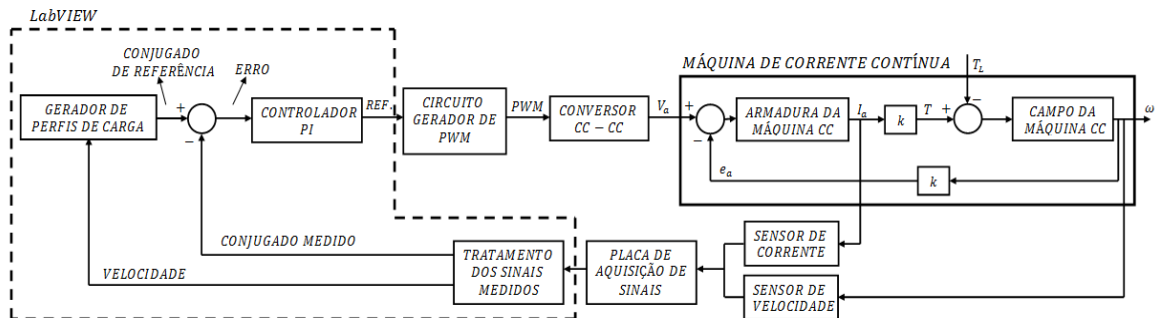 LabVIEW
CONJUGADO
DE REFERÊNCIA
ERRO
GERADOR DE
PERFIS DE CARGA
+
−
CONTROLADOR
PI
REF.
CIRCUITO
GERADOR DE
PWM
PWM
CONVERSOR
CC − CC
V_a
MÁQUINA DE CORRENTE CONTÍNUA
T_L
+
−
ARMADURA DA
MÁQUINA CC
I_a
k
T
+
−
CAMPO DA
MÁQUINA CC
ω
e_a
k
CONJUGADO MEDIDO
VELOCIDADE
TRATAMENTO
DOS SINAIS
MEDIDOS
PLACA DE
AQUISIÇÃO DE
SINAIS
SENSOR DE
CORRENTE
SENSOR DE
VELOCIDADE